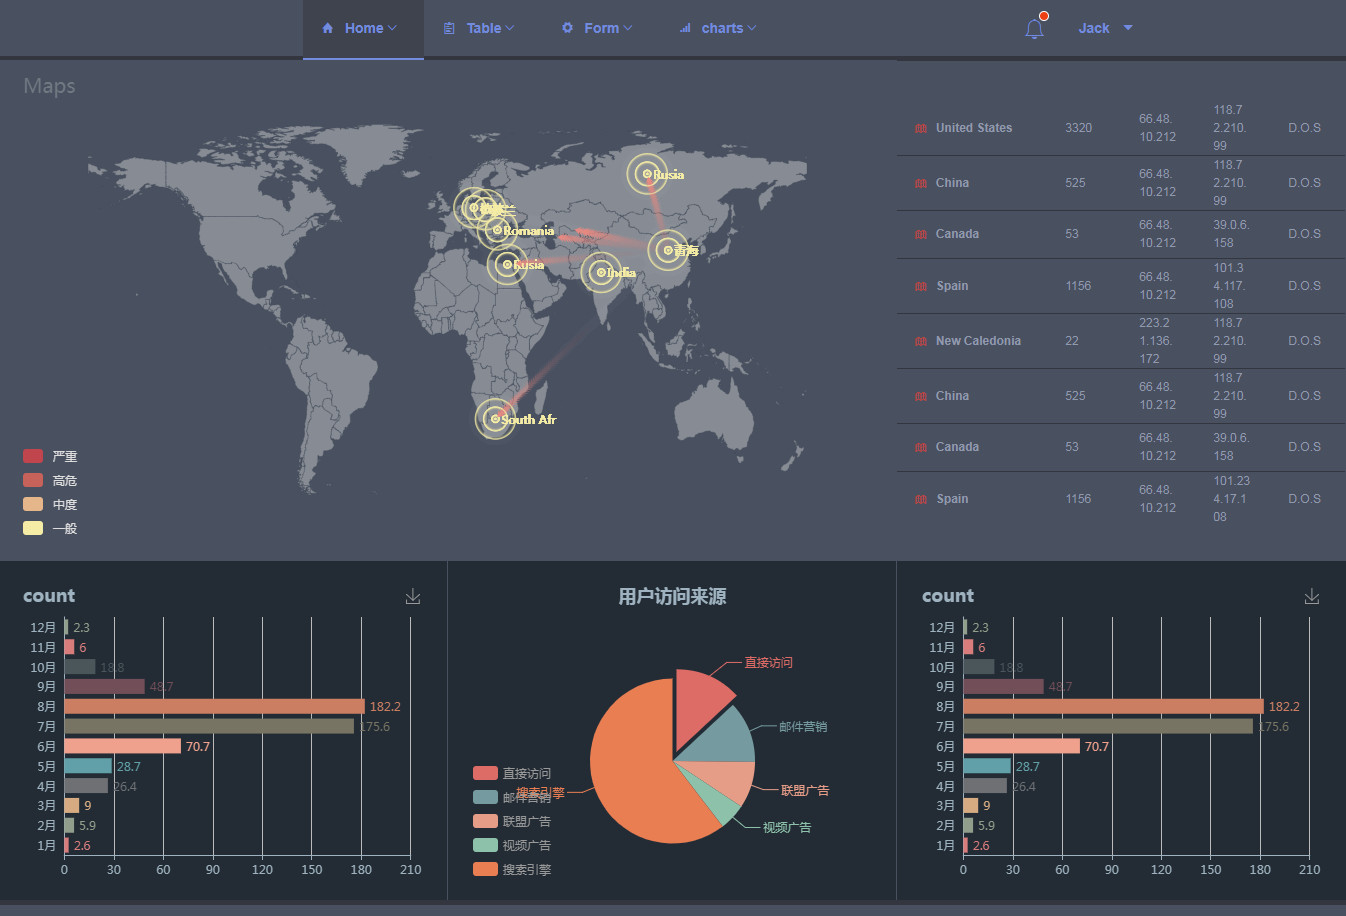 Home
Table
Form
charts
Jack
Maps
Rusia
Romania
青海
Rusia
India
South Afr
严重
高危
中度
一般
United States 3320 66.48. 118.7 D.O.S
10.212 2.210.
99
China 525 66.48. 118.7 D.O.S
10.212 2.210.
99
Canada 53 66.48. 39.0.6. D.O.S
10.212 158
Spain 1156 66.48. 101.3 D.O.S
10.212 4.117.
108
New Caledonia 22 223.2 118.7 D.O.S
1.136. 2.210.
172 99
China 525 66.48. 118.7 D.O.S
10.212 2.210.
99
Canada 53 66.48. 39.0.6. D.O.S
10.212 158
Spain 1156 66.48. 101.23 D.O.S
10.212 4.17.1
08
count
12月 2.3
11月 6
10月 18.8
9月 48.7
8月 182.2
7月 175.6
6月 70.7
5月 28.7
4月 26.4
3月 9
2月 5.9
1月 2.6
0 30 60 90 120 150 180 210
用户访问来源
直接访问
邮件营销
联盟广告
视频广告
搜索引擎
直接访问
邮件营销
联盟广告
视频广告
搜索引擎
count
12月 2.3
11月 6
10月 18.8
9月 48.7
8月 182.2
7月 175.6
6月 70.7
5月 28.7
4月 26.4
3月 9
2月 5.9
1月 2.6
0 30 60 90 120 150 180 210